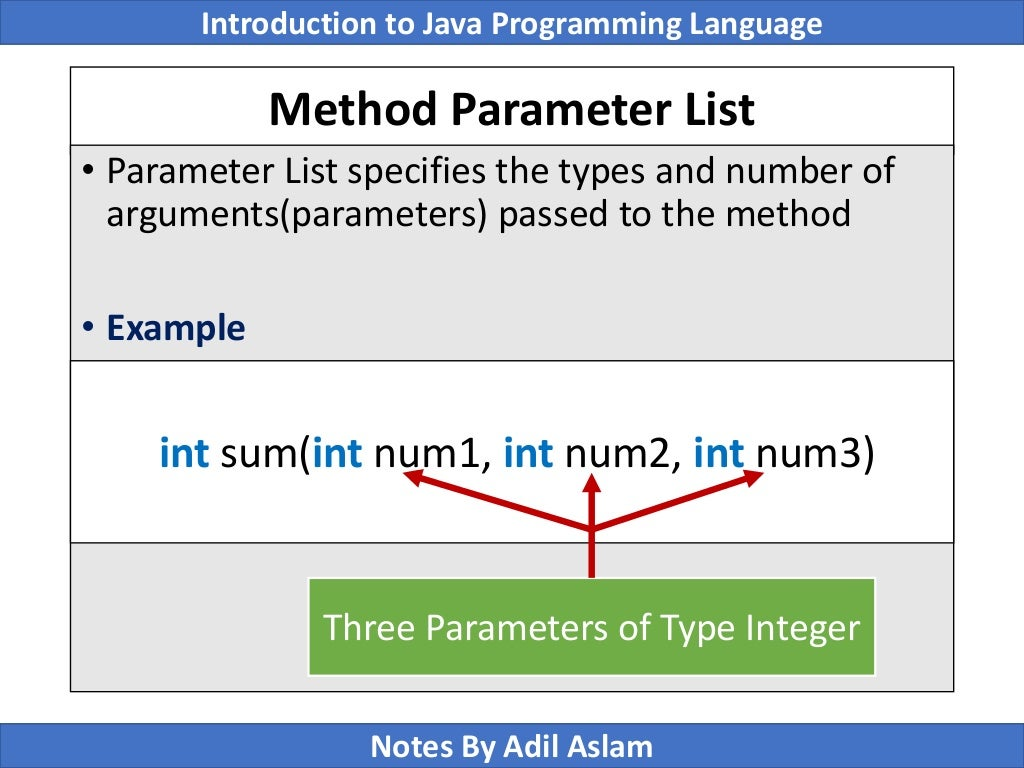 Introduction to Java Programming Language
Method Parameter List
• Parameter List specifies the types and number of
arguments(parameters) passed to the method
• Example
int sum(int num1, int num2, int num3)
Three Parameters of Type Integer
Notes By Adil Aslam